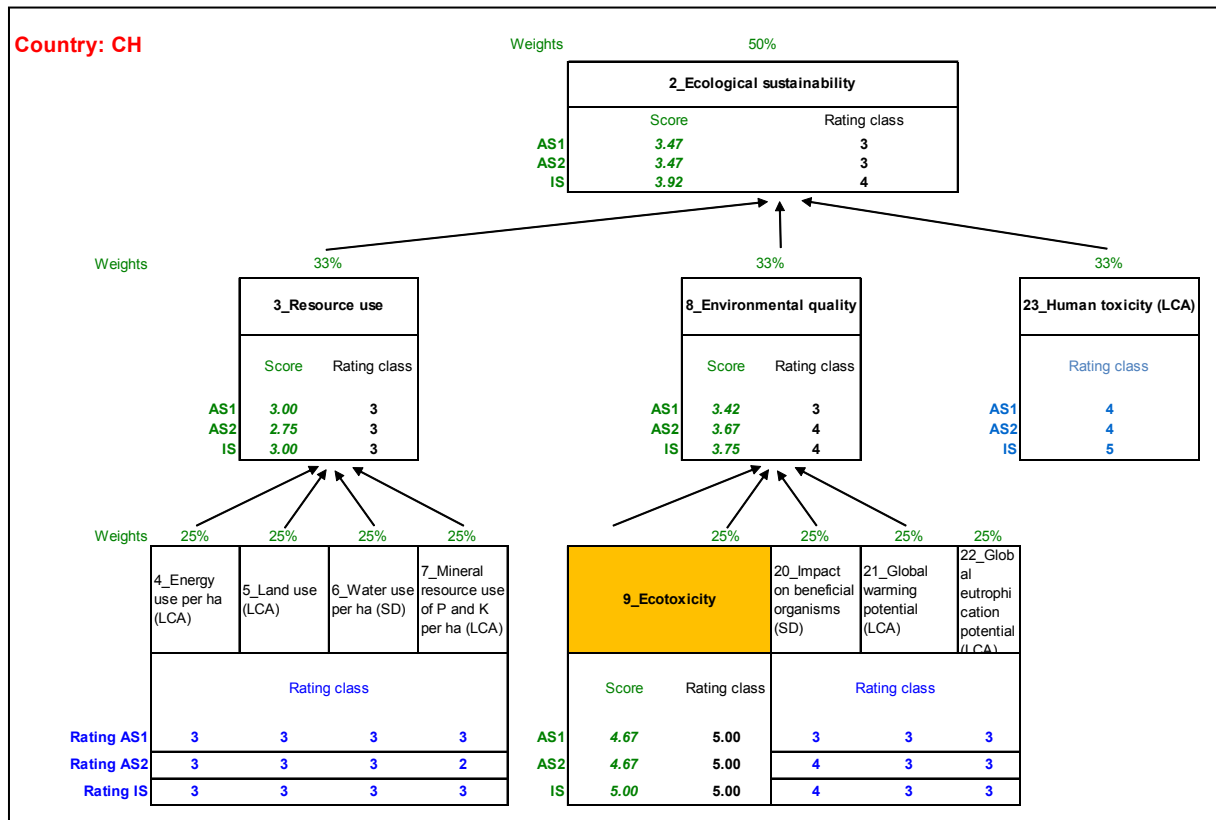 Country: CH
Weights 50%
2_Ecological sustainability
Score Rating class
AS1 3.47 3
AS2 3.47 3
IS 3.92 4
Weights 33% 33% 33%
3_Resource use 8_Environmental quality 23_Human toxicity (LCA)
Score Rating class Score Rating class Rating class
AS1 3.00 3 AS1 3.42 3 AS1 4
AS2 2.75 3 AS2 3.67 4 AS2 4
IS 3.00 3 IS 3.75 4 IS 5
Weights 25% 25% 25% 25% 25% 25% 25% 25%
4_Energy
use per ha
(LCA)
5_Land use
(LCA)
6_Water use
per ha (SD)
7_Mineral
resource use
of P and K
per ha (LCA)
9_Ecotoxicity
20_Impact
on beneficial
organisms
(SD)
21_Global
warming
potential
(LCA)
22_Glob
al
eutrophi
cation
potential
(LCA)
Rating class Score Rating class Rating class
Rating AS1 3 3 3 3 AS1 4.67 5.00 3 3 3
Rating AS2 3 3 3 2 AS2 4.67 5.00 4 3 3
Rating IS 3 3 3 3 IS 5.00 5.00 4 3 3